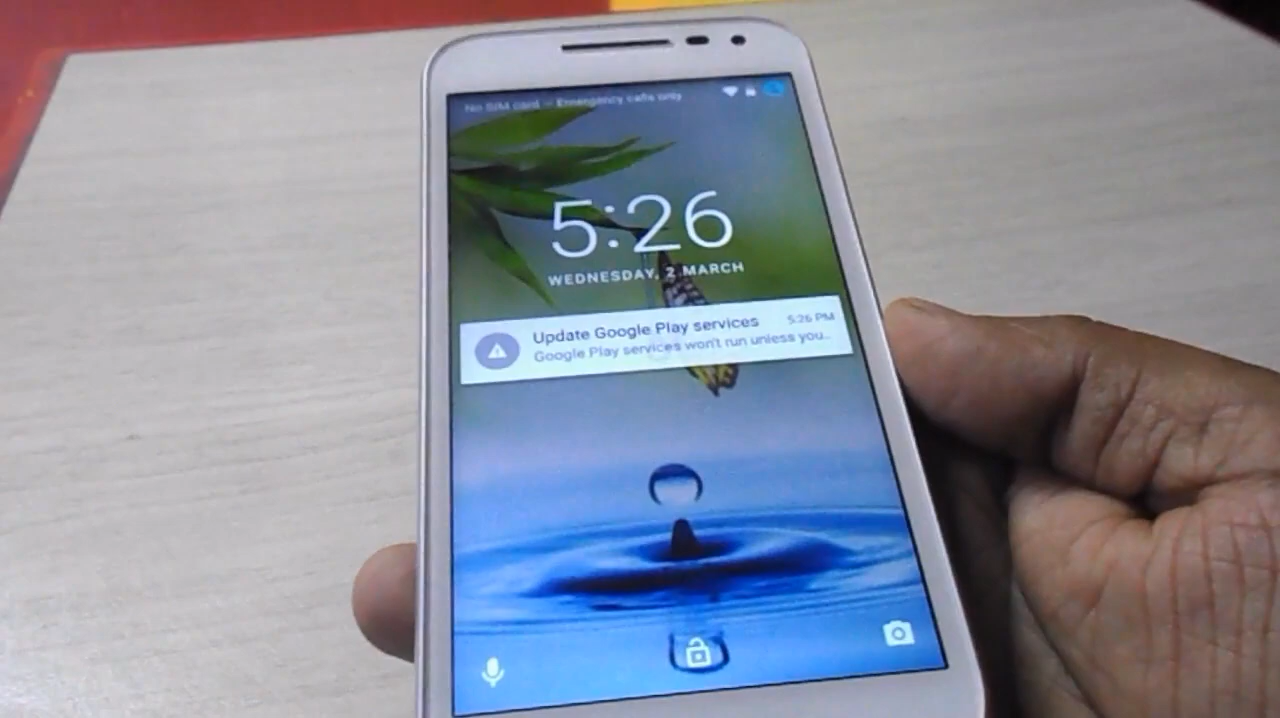 No SIM card — Emergency calls only
5:26
WEDNESDAY, 2 MARCH
Update Google Play services 5:26 PM
Google Play services won't run unless you..